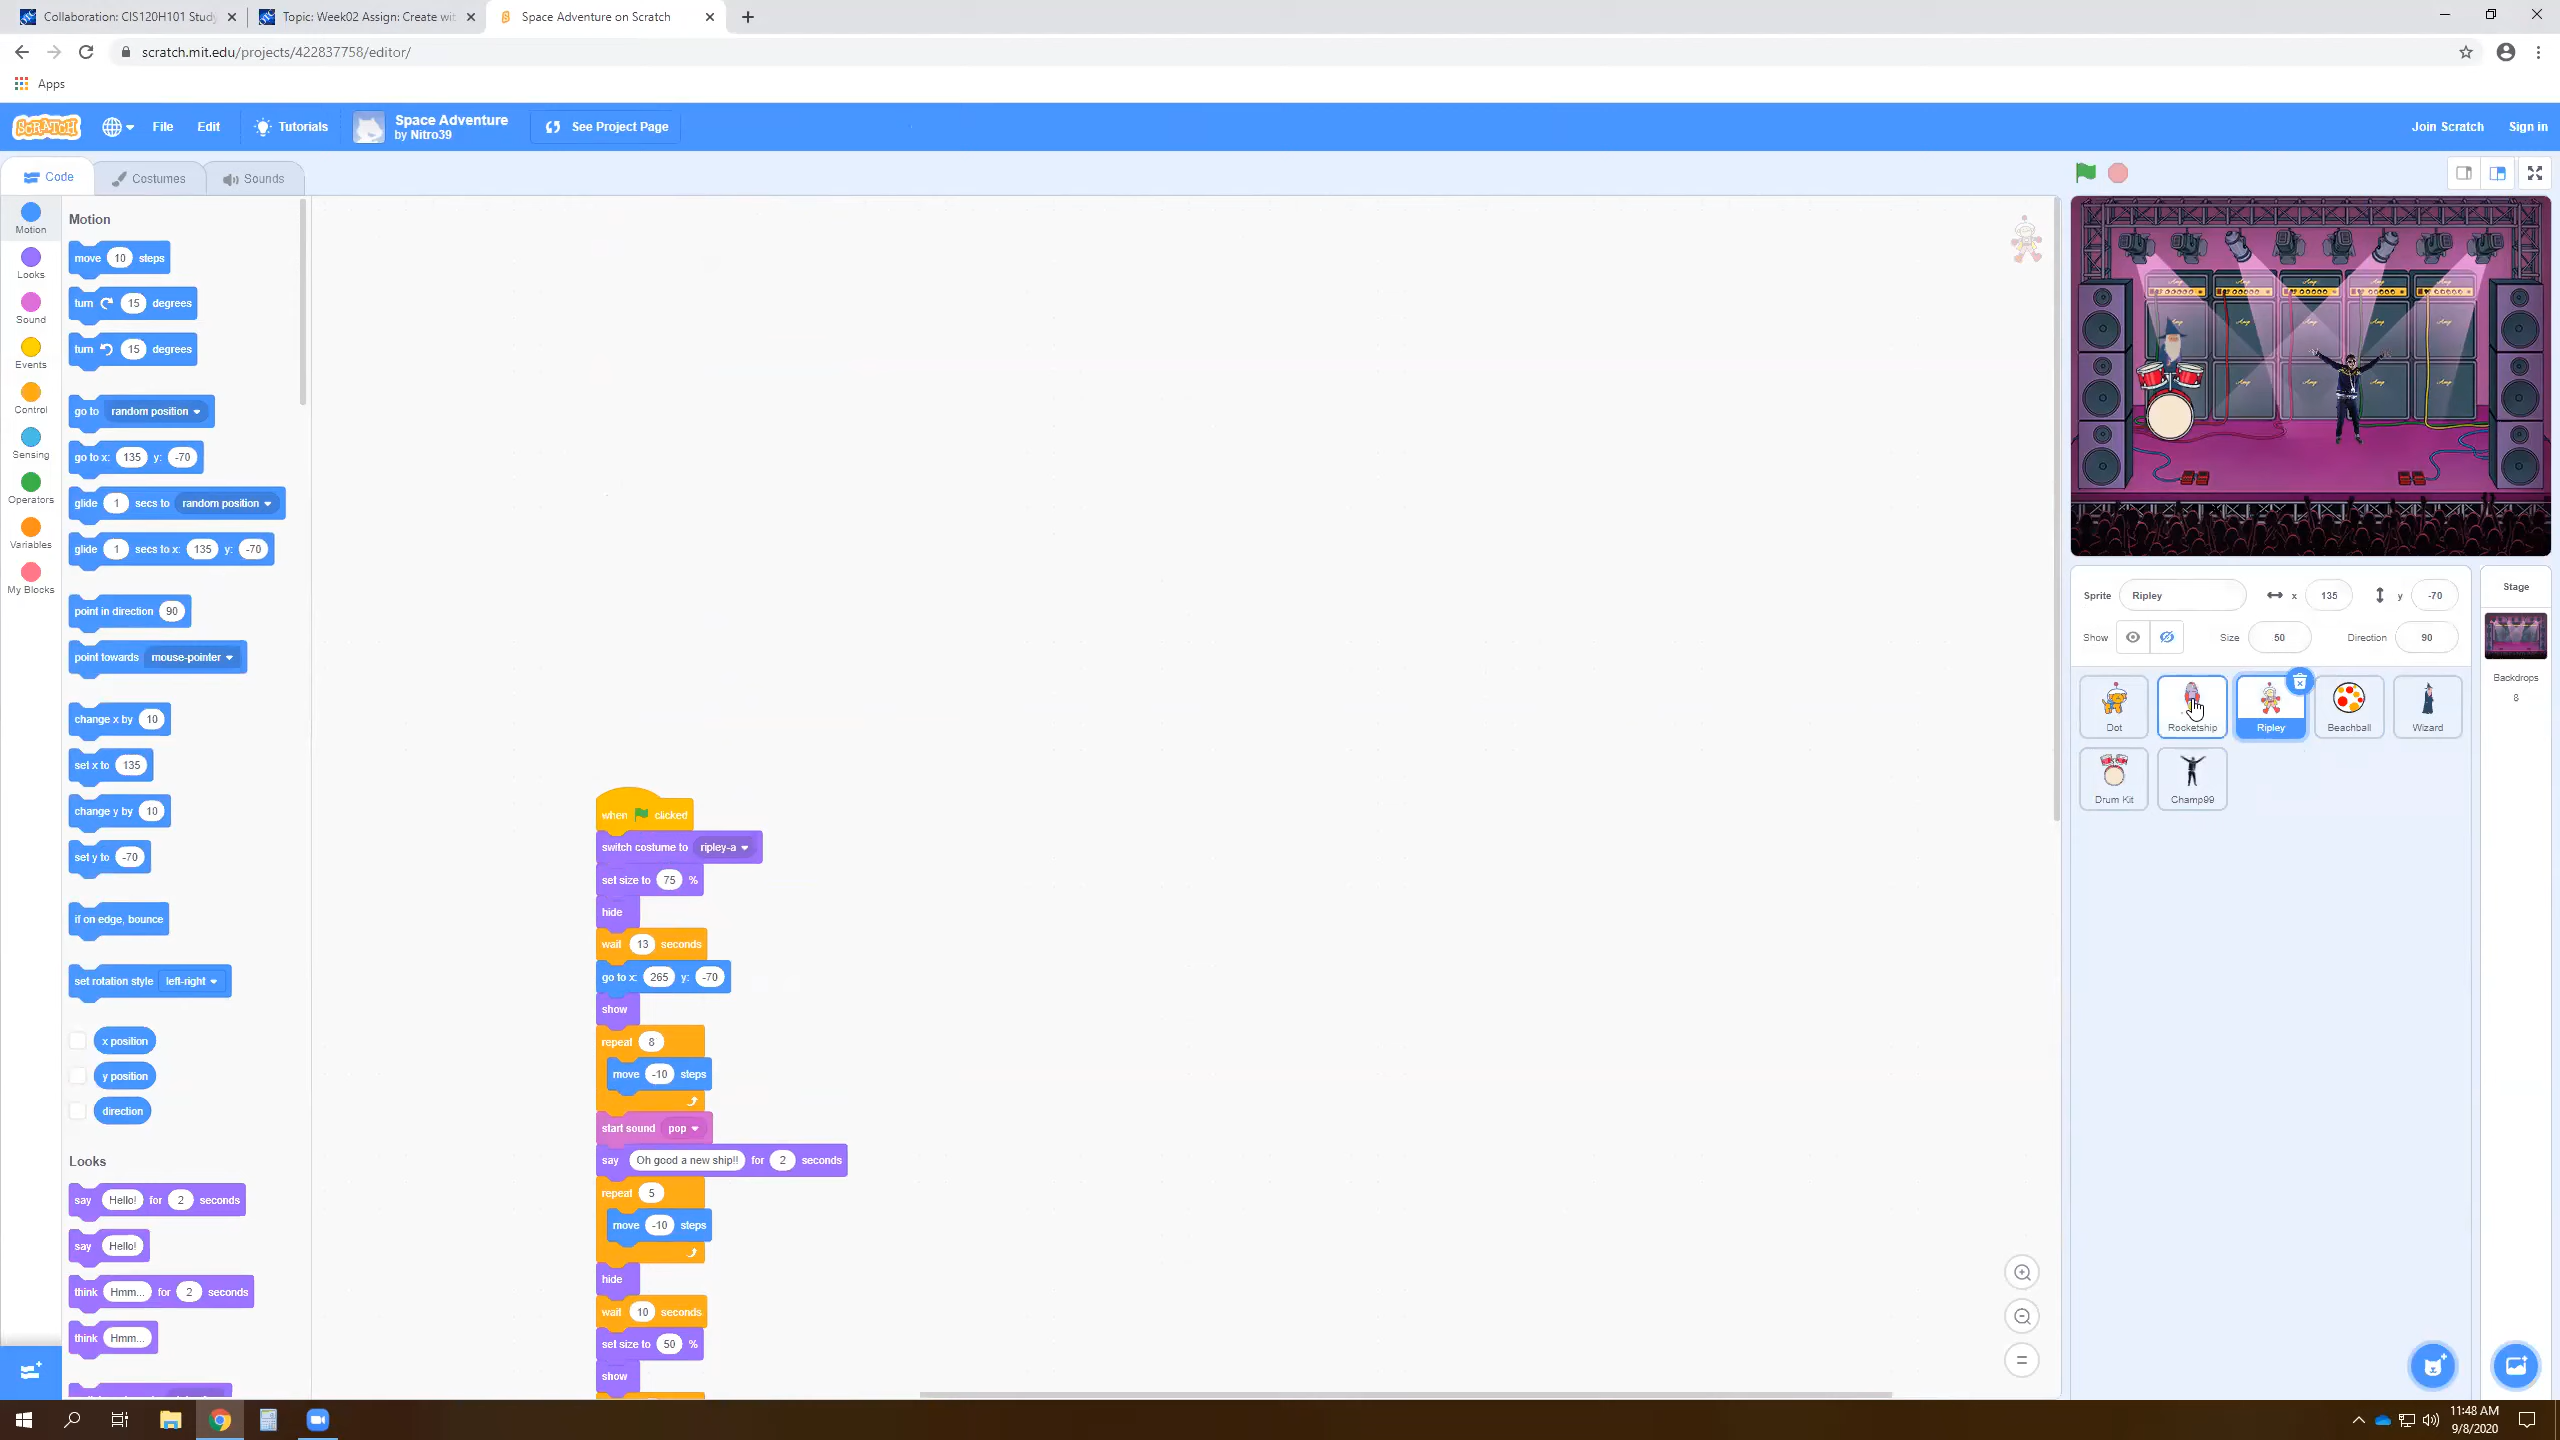 Collaboration: CIS120H101 Study
Topic: Week02 Assign: Create wit
Space Adventure on Scratch
scratch.mit.edu/projects/422837758/editor/
Apps
SCRATCH
File
Edit
Tutorials
Space Adventure
by Nitro39
See Project Page
Join Scratch
Sign in
Code
Costumes
Sounds
Motion
Looks
Sound
Events
Control
Sensing
Operators
Variables
My Blocks
Motion
move 10 steps
turn 15 degrees
turn 15 degrees
go to random position
go to x: 135 y: -70
glide 1 secs to random position
glide 1 secs to x: 135 y: -70
point in direction 90
point towards mouse-pointer
change x by 10
set x to 135
change y by 10
set y to -70
if on edge, bounce
set rotation style left-right
x position
y position
direction
Looks
say Hello! for 2 seconds
say Hello!
think Hmm... for 2 seconds
think Hmm...
when clicked
switch costume to ripley-a
set size to 75 %
hide
wait 13 seconds
go to x: 265 y: -70
show
repeat 8
move -10 steps
start sound pop
say Oh good a new ship!! for 2 seconds
repeat 5
move -10 steps
hide
wait 10 seconds
set size to 50 %
show
Amp Amp Amp Amp Amp
Sprite Ripley x 135 y -70
Show Size 50 Direction 90
Dot
Rocketship
Ripley
Beachball
Wizard
Drum Kit
Champ99
Stage
Backdrops
8
11:48 AM
9/8/2020